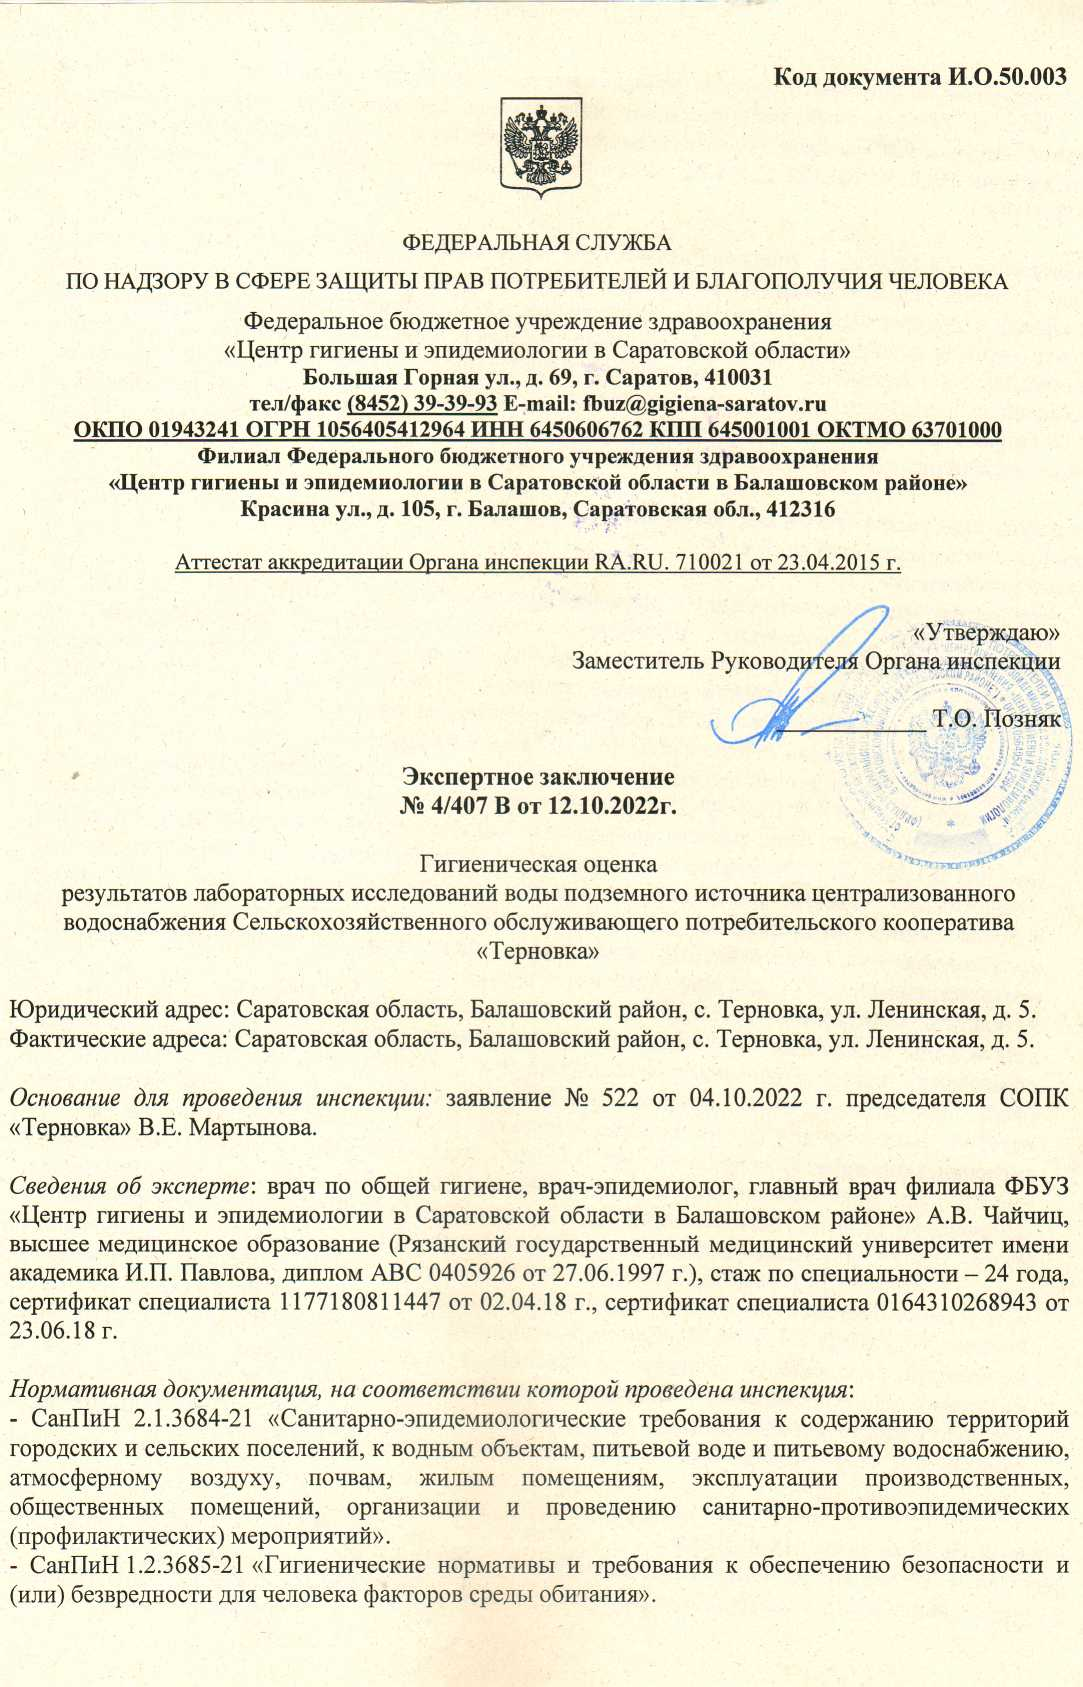 Код документа И.О.50.003
ФЕДЕРАЛЬНАЯ СЛУЖБА
ПО НАДЗОРУ В СФЕРЕ ЗАЩИТЫ ПРАВ ПОТРЕБИТЕЛЕЙ И БЛАГОПОЛУЧИЯ ЧЕЛОВЕКА
Федеральное бюджетное учреждение здравоохранения
«Центр гигиены и эпидемиологии в Саратовской области»
Большая Горная ул., д. 69, г. Саратов, 410031
тел/факс (8452) 39-39-93 E-mail: fbuz@gigiena-saratov.ru
ОКПО 01943241 ОГРН 1056405412964 ИНН 6450606762 КПП 645001001 ОКТМО 63701000
Филиал Федерального бюджетного учреждения здравоохранения
«Центр гигиены и эпидемиологии в Саратовской области в Балашовском районе»
Красина ул., д. 105, г. Балашов, Саратовская обл., 412316
Аттестат аккредитации Органа инспекции RA.RU. 710021 от 23.04.2015 г.
«Утверждаю»
Заместитель Руководителя Органа инспекции
Т.О. Позняк
Экспертное заключение
№ 4/407 В от 12.10.2022г.
Гигиеническая оценка
результатов лабораторных исследований воды подземного источника централизованного
водоснабжения Сельскохозяйственного обслуживающего потребительского кооператива
«Терновка»
Юридический адрес: Саратовская область, Балашовский район, с. Терновка, ул. Ленинская, д. 5.
Фактические адреса: Саратовская область, Балашовский район, с. Терновка, ул. Ленинская, д. 5.
Основание для проведения инспекции: заявление № 522 от 04.10.2022 г. председателя СОПК
«Терновка» В.Е. Мартынова.
Сведения об эксперте: врач по общей гигиене, врач-эпидемиолог, главный врач филиала ФБУЗ
«Центр гигиены и эпидемиологии в Саратовской области в Балашовском районе» А.В. Чайчиц,
высшее медицинское образование (Рязанский государственный медицинский университет имени
академика И.П. Павлова, диплом АВС 0405926 от 27.06.1997 г.), стаж по специальности – 24 года,
сертификат специалиста 1177180811447 от 02.04.18 г., сертификат специалиста 0164310268943 от
23.06.18 г.
Нормативная документация, на соответствии которой проведена инспекция:
- СанПиН 2.1.3684-21 «Санитарно-эпидемиологические требования к содержанию территорий
городских и сельских поселений, к водным объектам, питьевой воде и питьевому водоснабжению,
атмосферному воздуху, почвам, жилым помещениям, эксплуатации производственных,
общественных помещений, организации и проведению санитарно-противоэпидемических
(профилактических) мероприятий».
- СанПиН 1.2.3685-21 «Гигиенические нормативы и требования к обеспечению безопасности и
(или) безвредности для человека факторов среды обитания».